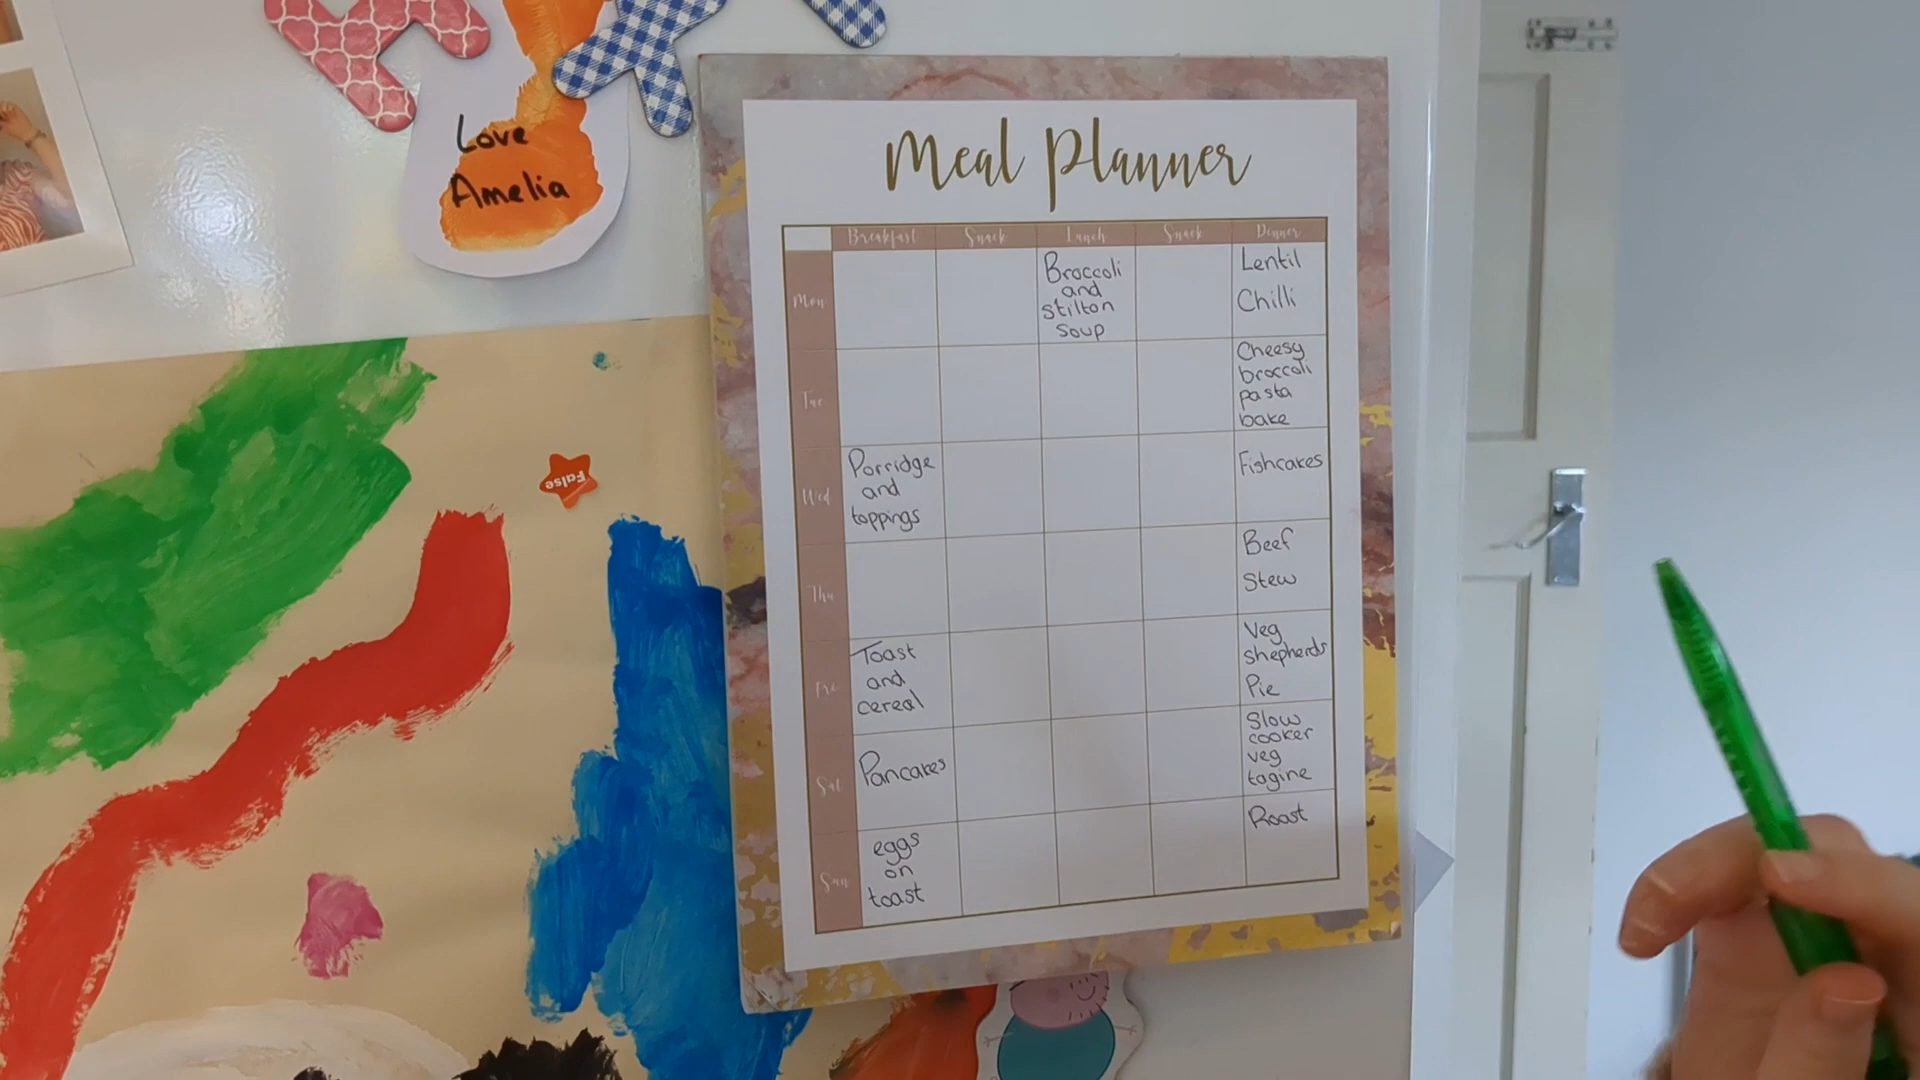 Love
Amelia
False
Meal Planner
Breakfast Snack Lunch Snack Dinner
Mon
Broccoli
and
stilton
soup
Lentil
Chilli
Tue
Cheesy
broccoli
pasta
bake
Wed
Porridge
and
toppings
Fishcakes
Thu
Beef
Stew
Fri
Toast
and
cereal
Veg
shepherds
Pie
Sat
Pancakes
Slow
cooker
veg
tagine
Sun
eggs
on
toast
Roast